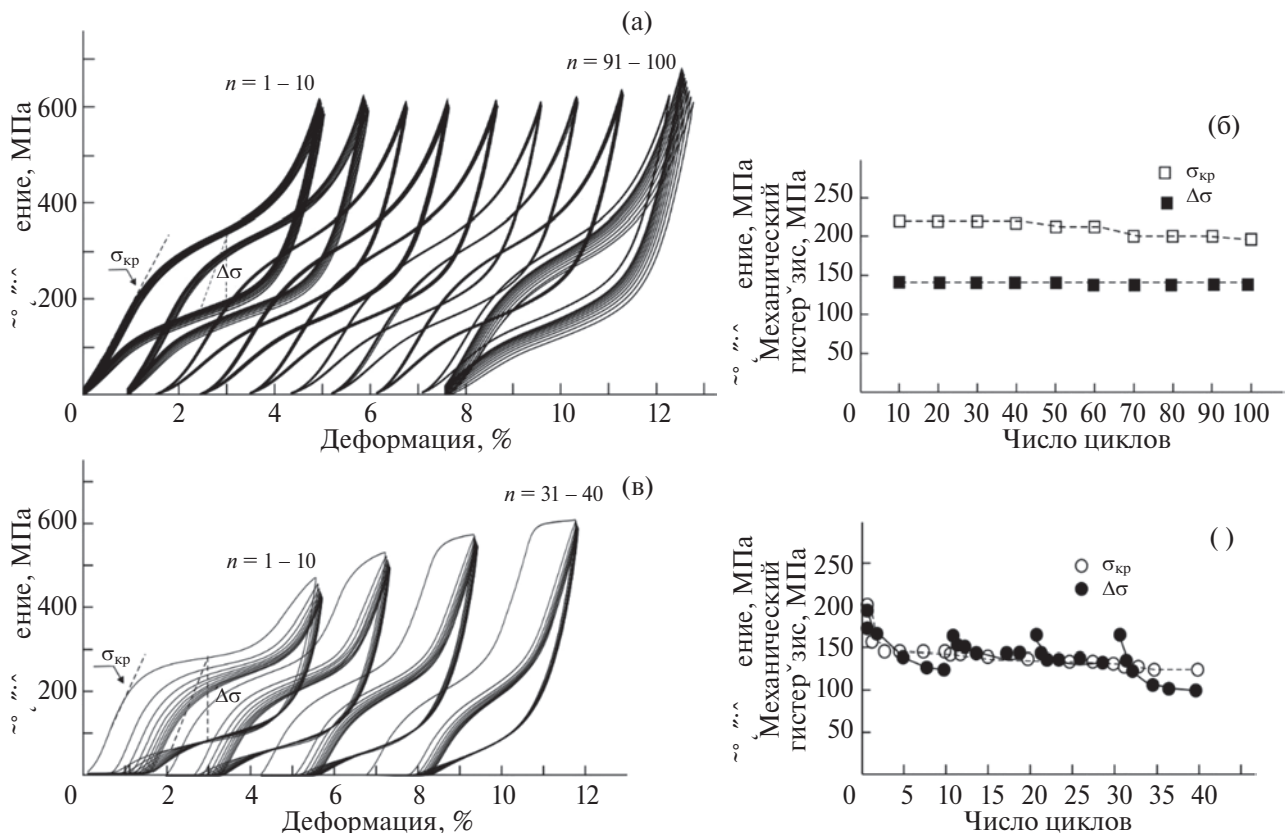 (а)
n = 1 – 10
n = 91 – 100
ение, МПа
600
400
200
0
σкр
Δσ
0 2 4 6 8 10 12
Деформация, %
(б)
σкр
Δσ
ение, МПа
Механический
гистер зис, МПа
250
200
150
100
50
0
10 20 30 40 50 60 70 80 90 100
Число циклов
(в)
n = 1 – 10
n = 31 – 40
ение, МПа
600
400
200
σкр
Δσ
0 2 4 6 8 10 12
Деформация, %
( )
σкр
Δσ
ение, МПа
Механический
гистер зис, МПа
250
200
150
100
50
0 5 10 15 20 25 30 35 40
Число циклов